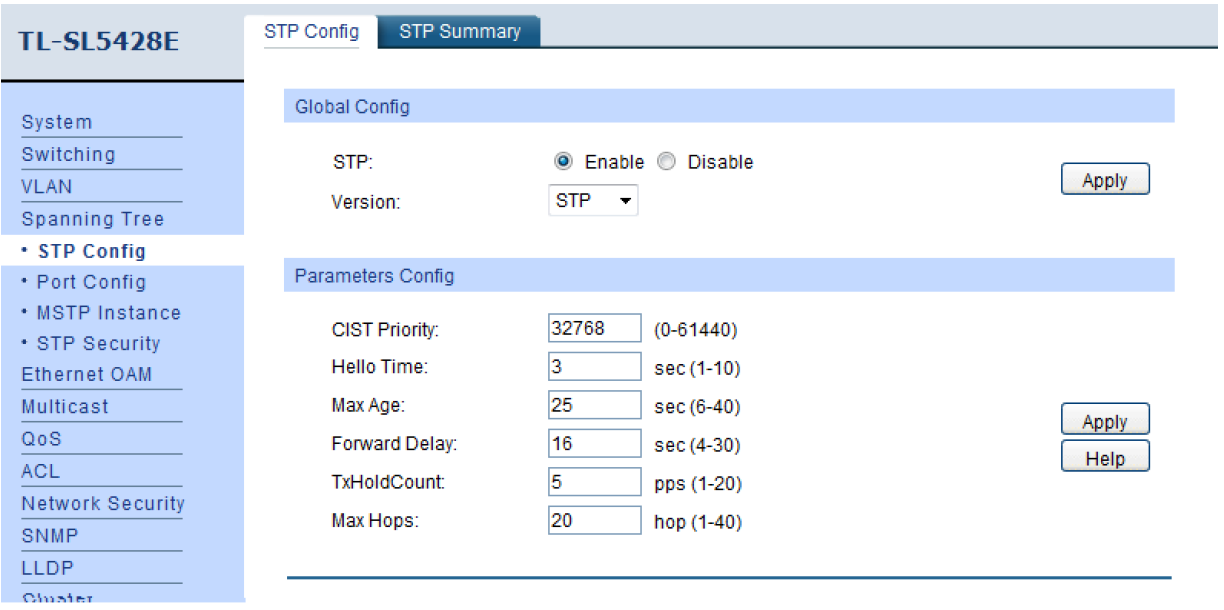 TL-SL5428E
STP Config STP Summary
System
Switching
VLAN
Spanning Tree
• STP Config
• Port Config
• MSTP Instance
• STP Security
Ethernet OAM
Multicast
QoS
ACL
Network Security
SNMP
LLDP
Cluster
Global Config
STP: Enable Disable
Version: STP
Apply
Parameters Config
CIST Priority: 32768 (0-61440)
Hello Time: 3 sec (1-10)
Max Age: 25 sec (6-40)
Forward Delay: 16 sec (4-30)
TxHoldCount: 5 pps (1-20)
Max Hops: 20 hop (1-40)
Apply
Help